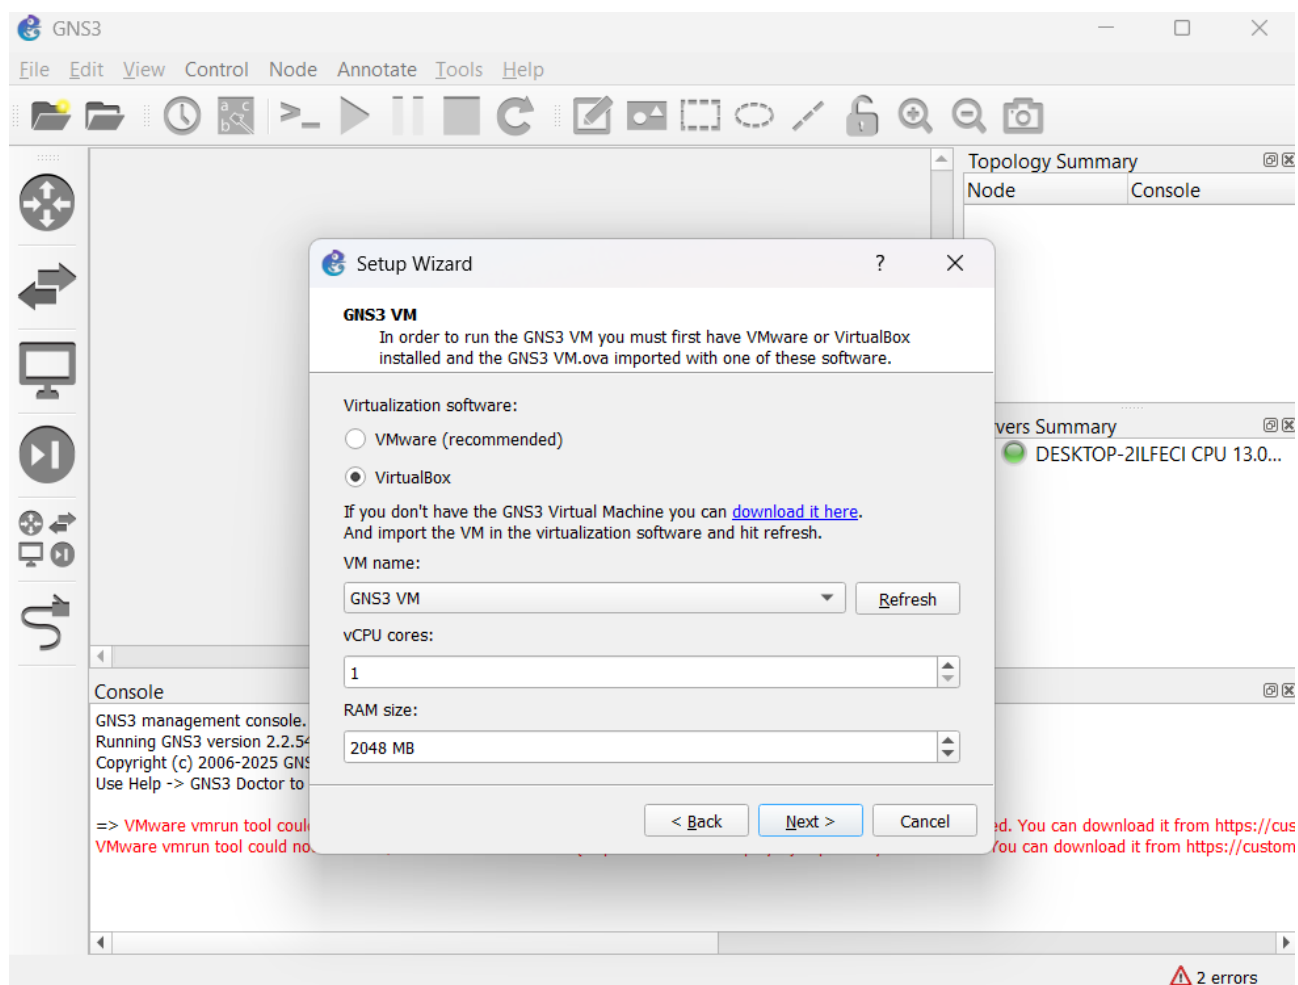 GNS3
File Edit View Control Node Annotate Tools Help
Topology Summary
Node Console
Setup Wizard
?
GNS3 VM
In order to run the GNS3 VM you must first have VMware or VirtualBox
installed and the GNS3 VM.ova imported with one of these software.
Virtualization software:
VMware (recommended)
VirtualBox
If you don't have the GNS3 Virtual Machine you can download it here.
And import the VM in the virtualization software and hit refresh.
VM name:
GNS3 VM
Refresh
vCPU cores:
1
RAM size:
2048 MB
< Back
Next >
Cancel
vers Summary
DESKTOP-2ILFECI CPU 13.0...
Console
GNS3 management console.
Running GNS3 version 2.2.54
Copyright (c) 2006-2025 GNS
Use Help -> GNS3 Doctor to
=> VMware vmrun tool could ed. You can download it from https://cus
VMware vmrun tool could no You can download it from https://custom
2 errors